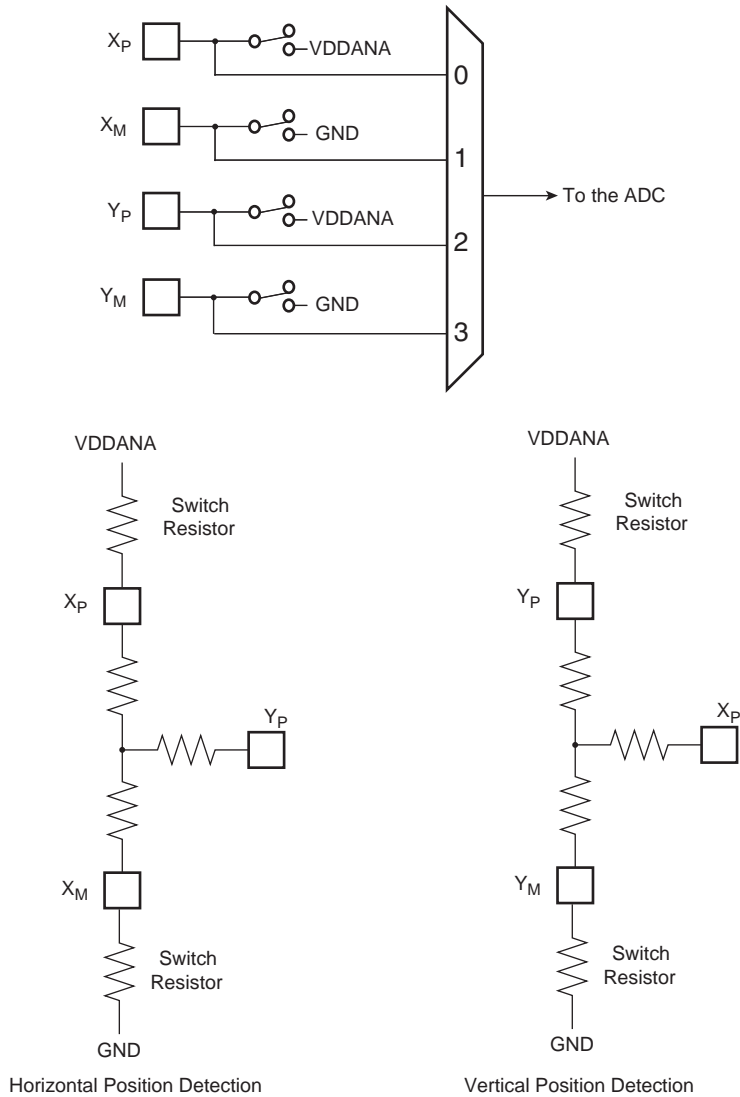 XP
VDDANA
0
XM
GND
1
To the ADC
YP
VDDANA
2
YM
GND
3
VDDANA
Switch
Resistor
XP
YP
XM
Switch
Resistor
GND
Horizontal Position Detection
VDDANA
Switch
Resistor
YP
XP
YM
Switch
Resistor
GND
Vertical Position Detection